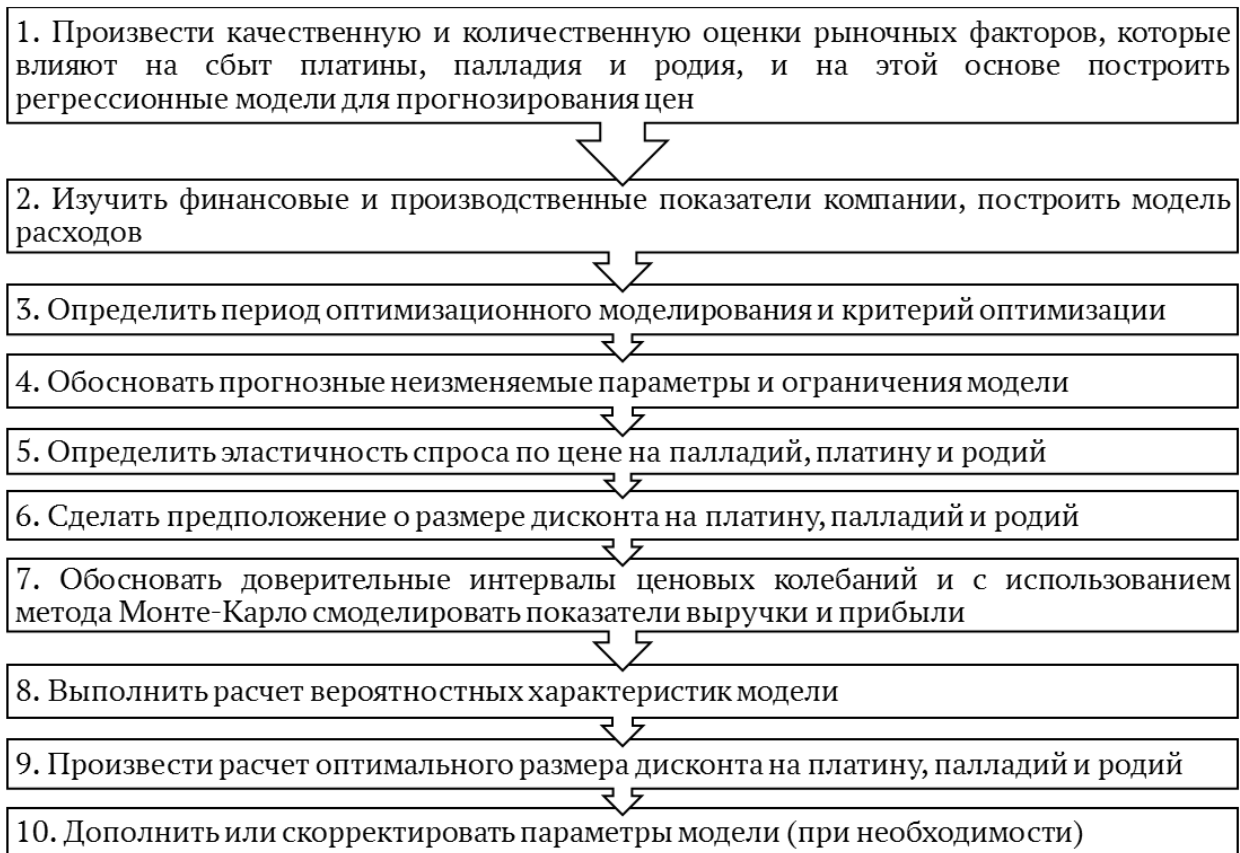 1. Произвести качественную и количественную оценки рыночных факторов, которые
влияют на сбыт платины, палладия и родия, и на этой основе построить
регрессионные модели для прогнозирования цен
2. Изучить финансовые и производственные показатели компании, построить модель
расходов
3. Определить период оптимизационного моделирования и критерий оптимизации
4. Обосновать прогнозные неизменяемые параметры и ограничения модели
5. Определить эластичность спроса по цене на палладий, платину и родий
6. Сделать предположение о размере дисконта на платину, палладий и родий
7. Обосновать доверительные интервалы ценовых колебаний и с использованием
метода Монте-Карло смоделировать показатели выручки и прибыли
8. Выполнить расчет вероятностных характеристик модели
9. Произвести расчет оптимального размера дисконта на платину, палладий и родий
10. Дополнить или скорректировать параметры модели (при необходимости)